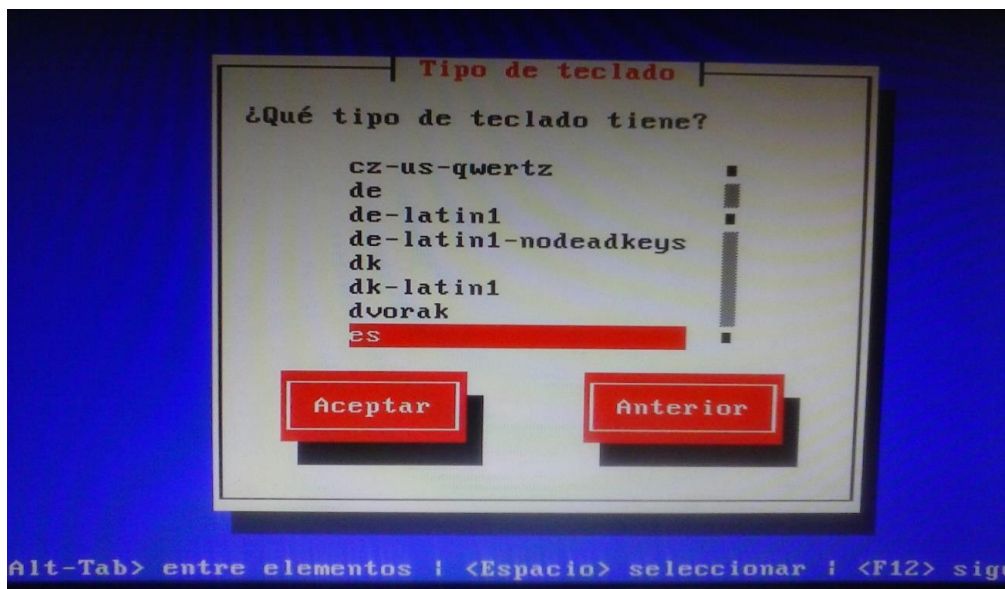 Tipo de teclado
¿Qué tipo de teclado tiene?
cz-us-qwertz
de
de-latin1
de-latin1-nodeadkeys
dk
dk-latin1
dvorak
es
Aceptar Anterior
Alt-Tab> entre elementos | <Espacio> seleccionar | <F12>